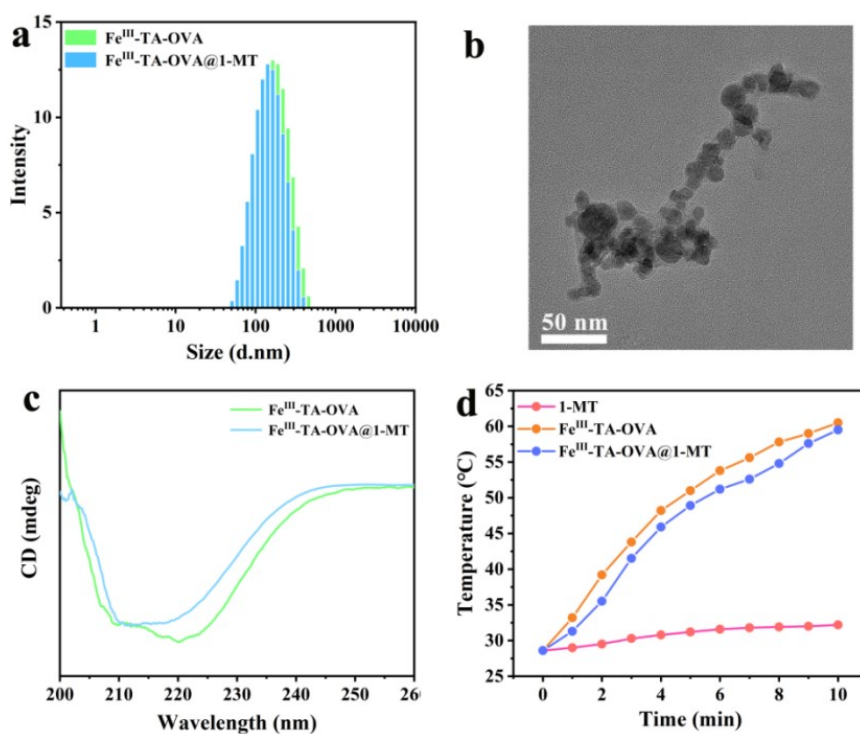 a
Fe^III-TA-OVA
Fe^III-TA-OVA@1-MT
15
10
5
0
Intensity
1 10 100 1000 10000
Size (d.nm)
b
50 nm
c
Fe^III-TA-OVA
Fe^III-TA-OVA@1-MT
CD (mdeg)
200 210 220 230 240 250 26
Wavelength (nm)
d
1-MT
Fe^III-TA-OVA
Fe^III-TA-OVA@1-MT
65
60
55
50
45
40
35
30
25
Temperature (°C)
0 2 4 6 8 10
Time (min)